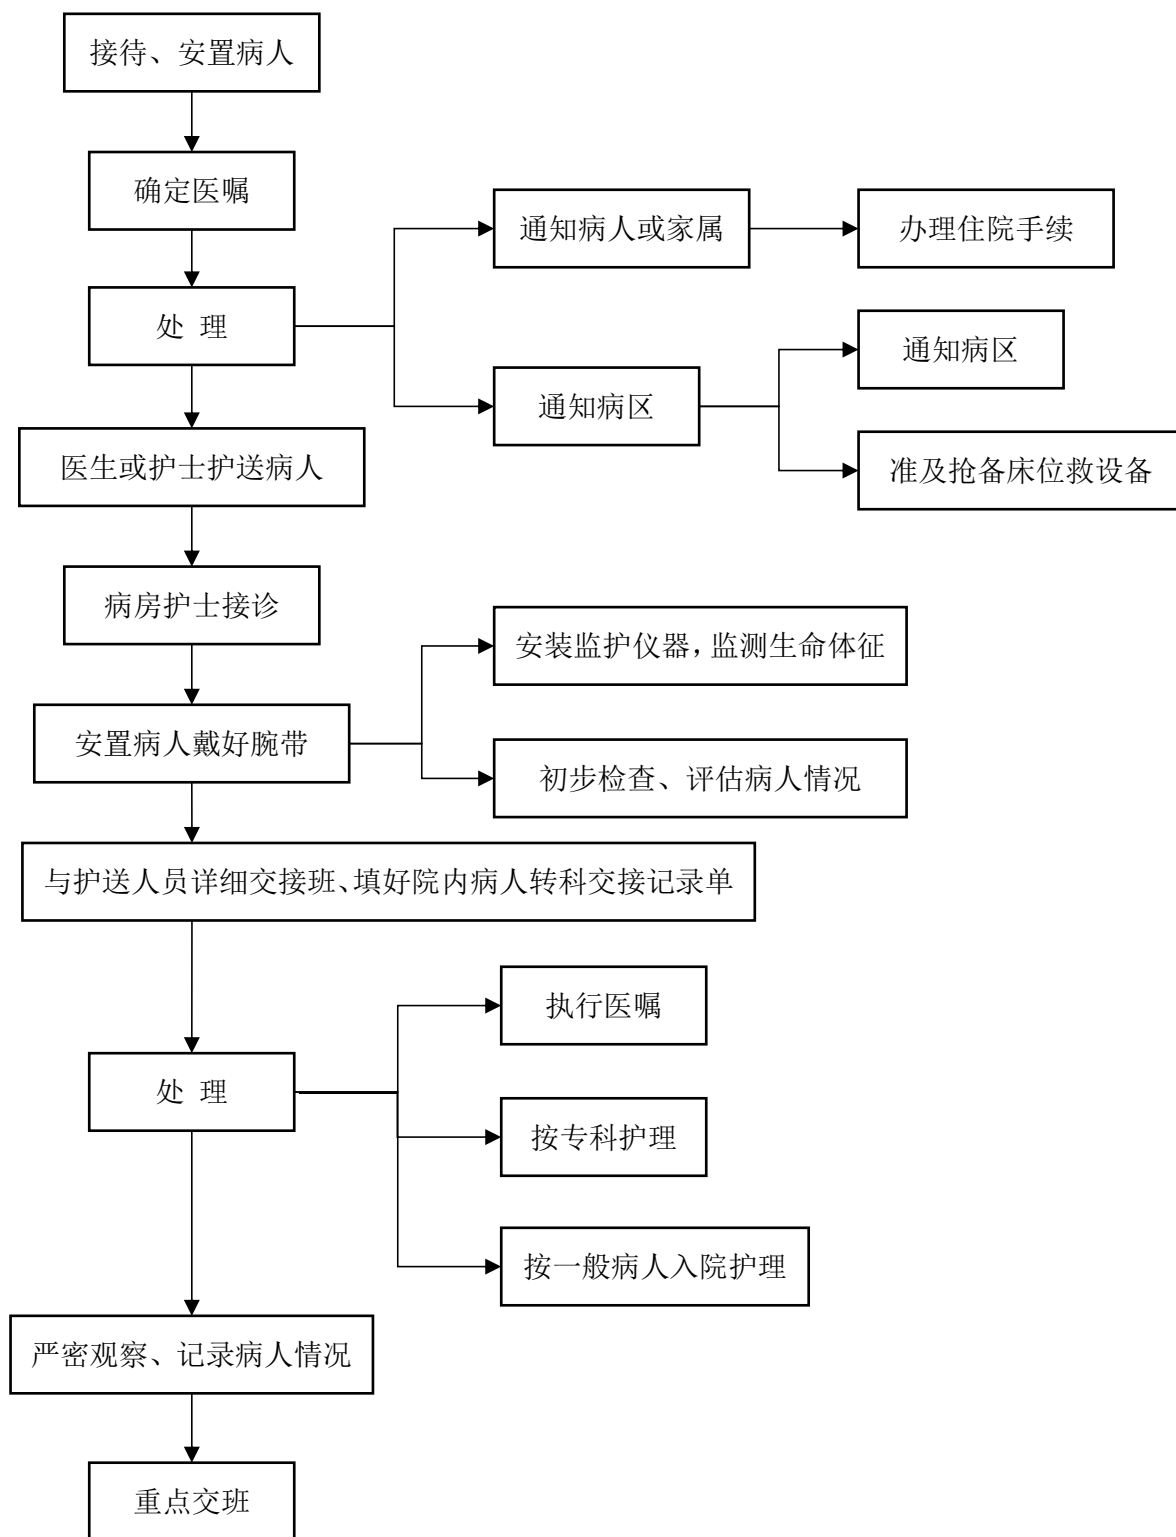 接待、安置病人
确定医嘱
通知病人或家属
办理住院手续
处 理
通知病区
通知病区
医生或护士护送病人
准及抢备床位救设备
病房护士接诊
安装监护仪器，监测生命体征
安置病人戴好腕带
初步检查、评估病人情况
与护送人员详细交接班、填好院内病人转科交接记录单
执行医嘱
处 理
按专科护理
按一般病人入院护理
严密观察、记录病人情况
重点交班